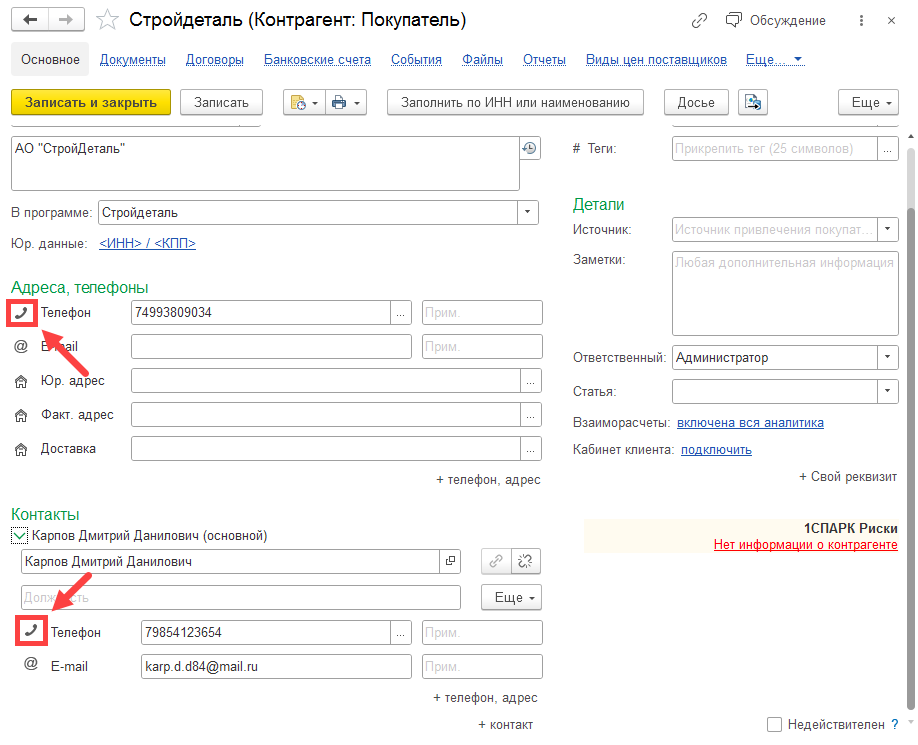 Стройдеталь (Контрагент: Покупатель)
Обсуждение
Основное Документы Договоры Банковские счета События Файлы Отчеты Виды цен поставщиков Еще...
Записать и закрыть Записать Заполнить по ИНН или наименованию Досье Еще
АО "СтройДеталь"
# Теги: Прикрепить тег (25 символов) ...
В программе: Стройдеталь
Юр. данные: <ИНН> / <КПП>
Детали
Источник: Источник привлечения покупат...
Заметки: Любая дополнительная информация
Ответственный: Администратор
Статья:
Взаиморасчеты: включена вся аналитика
Кабинет клиента: подключить
+ Свой реквизит
1СПАРК Риски
Нет информации о контрагенте
Адреса, телефоны
Телефон 74993809034 ... Прим.
@ E-mail Прим.
Юр. адрес ...
Факт. адрес ...
Доставка ...
+ телефон, адрес
Контакты
Карпов Дмитрий Данилович (основной)
Карпов Дмитрий Данилович
Должность
Еще
Телефон 79854123654 ... Прим.
@ E-mail karp.d.d84@mail.ru Прим.
+ телефон, адрес
+ контакт
Недействителен ?